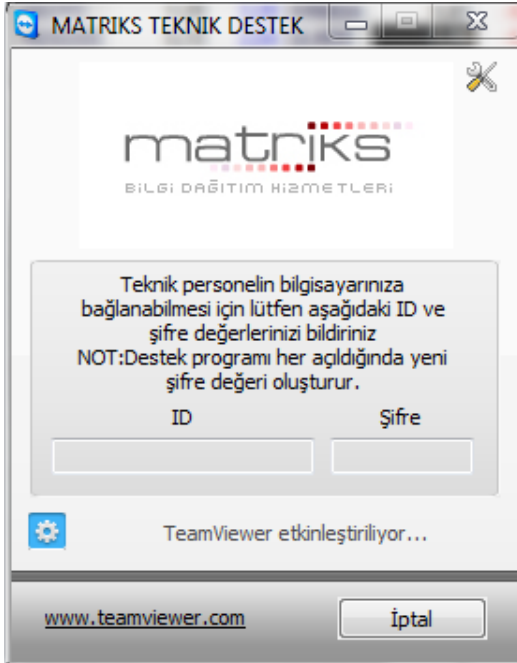 MATRIKS TEKNIK DESTEK
matriks
BiLGi DAĞITIM HiZMETLERi
Teknik personelin bilgisayarınıza
bağlanabilmesi için lütfen aşağıdaki ID ve
şifre değerlerinizi bildiriniz
NOT:Destek programı her açıldığında yeni
şifre değeri oluşturur.
ID Şifre
TeamViewer etkinleştiriliyor...
www.teamviewer.com İptal